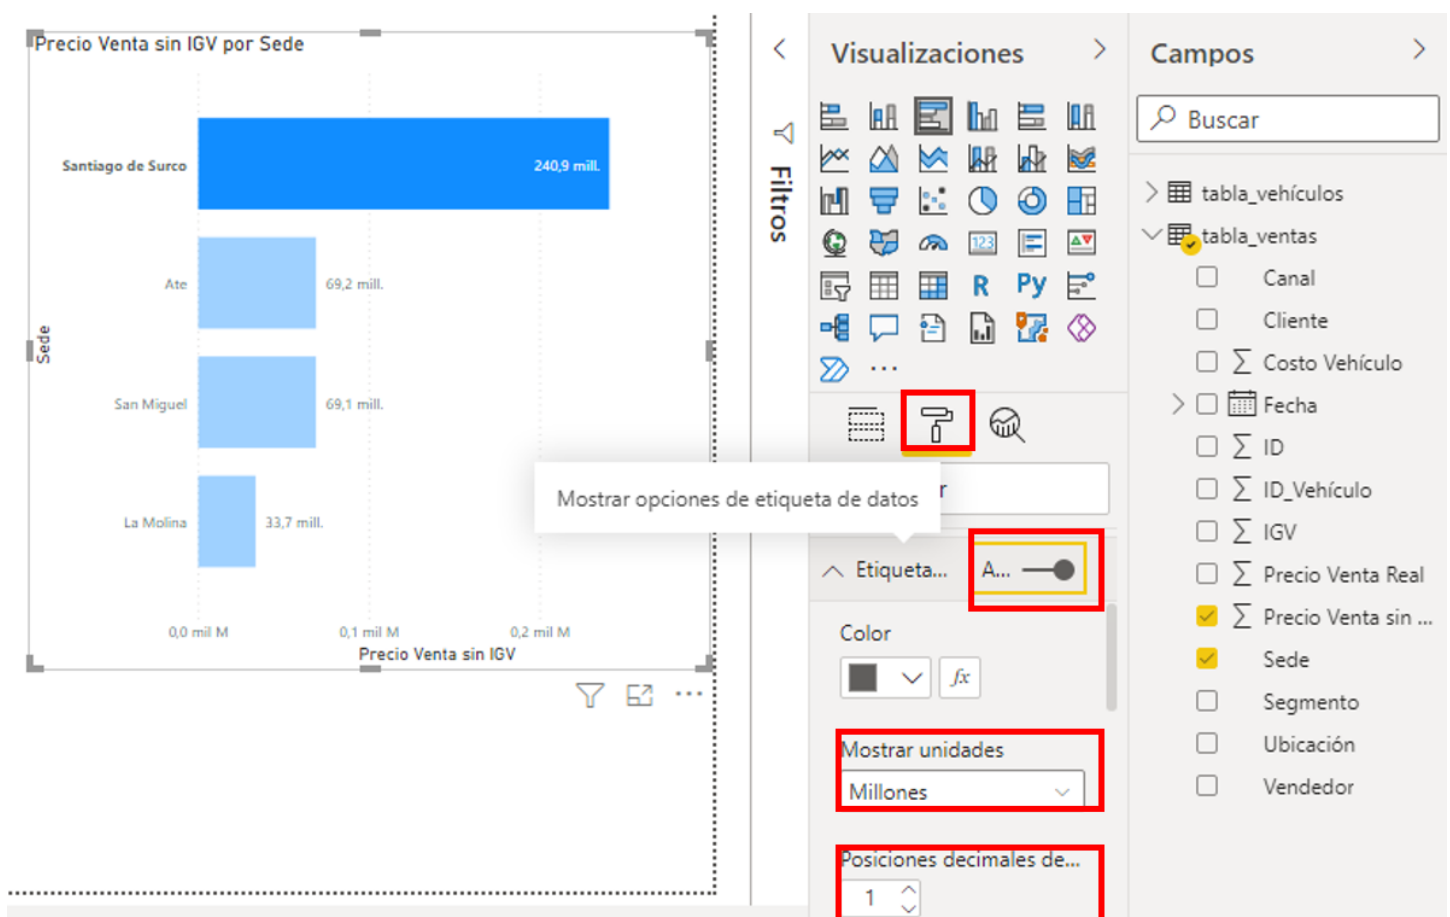 Precio Venta sin IGV por Sede
Santiago de Surco
240,9 mill.
Ate
69,2 mill.
San Miguel
69,1 mill.
La Molina
33,7 mill.
Sede
0,0 mil M
0,1 mil M
0,2 mil M
Precio Venta sin IGV
Filtros
Visualizaciones
123
R
Py
Mostrar opciones de etiqueta de datos
r
Etiqueta...
A...
Color
fx
Mostrar unidades
Millones
Posiciones decimales de...
1
Campos
Buscar
tabla_vehículos
tabla_ventas
Canal
Cliente
Costo Vehículo
Fecha
ID
ID_Vehículo
IGV
Precio Venta Real
Precio Venta sin ...
Sede
Segmento
Ubicación
Vendedor